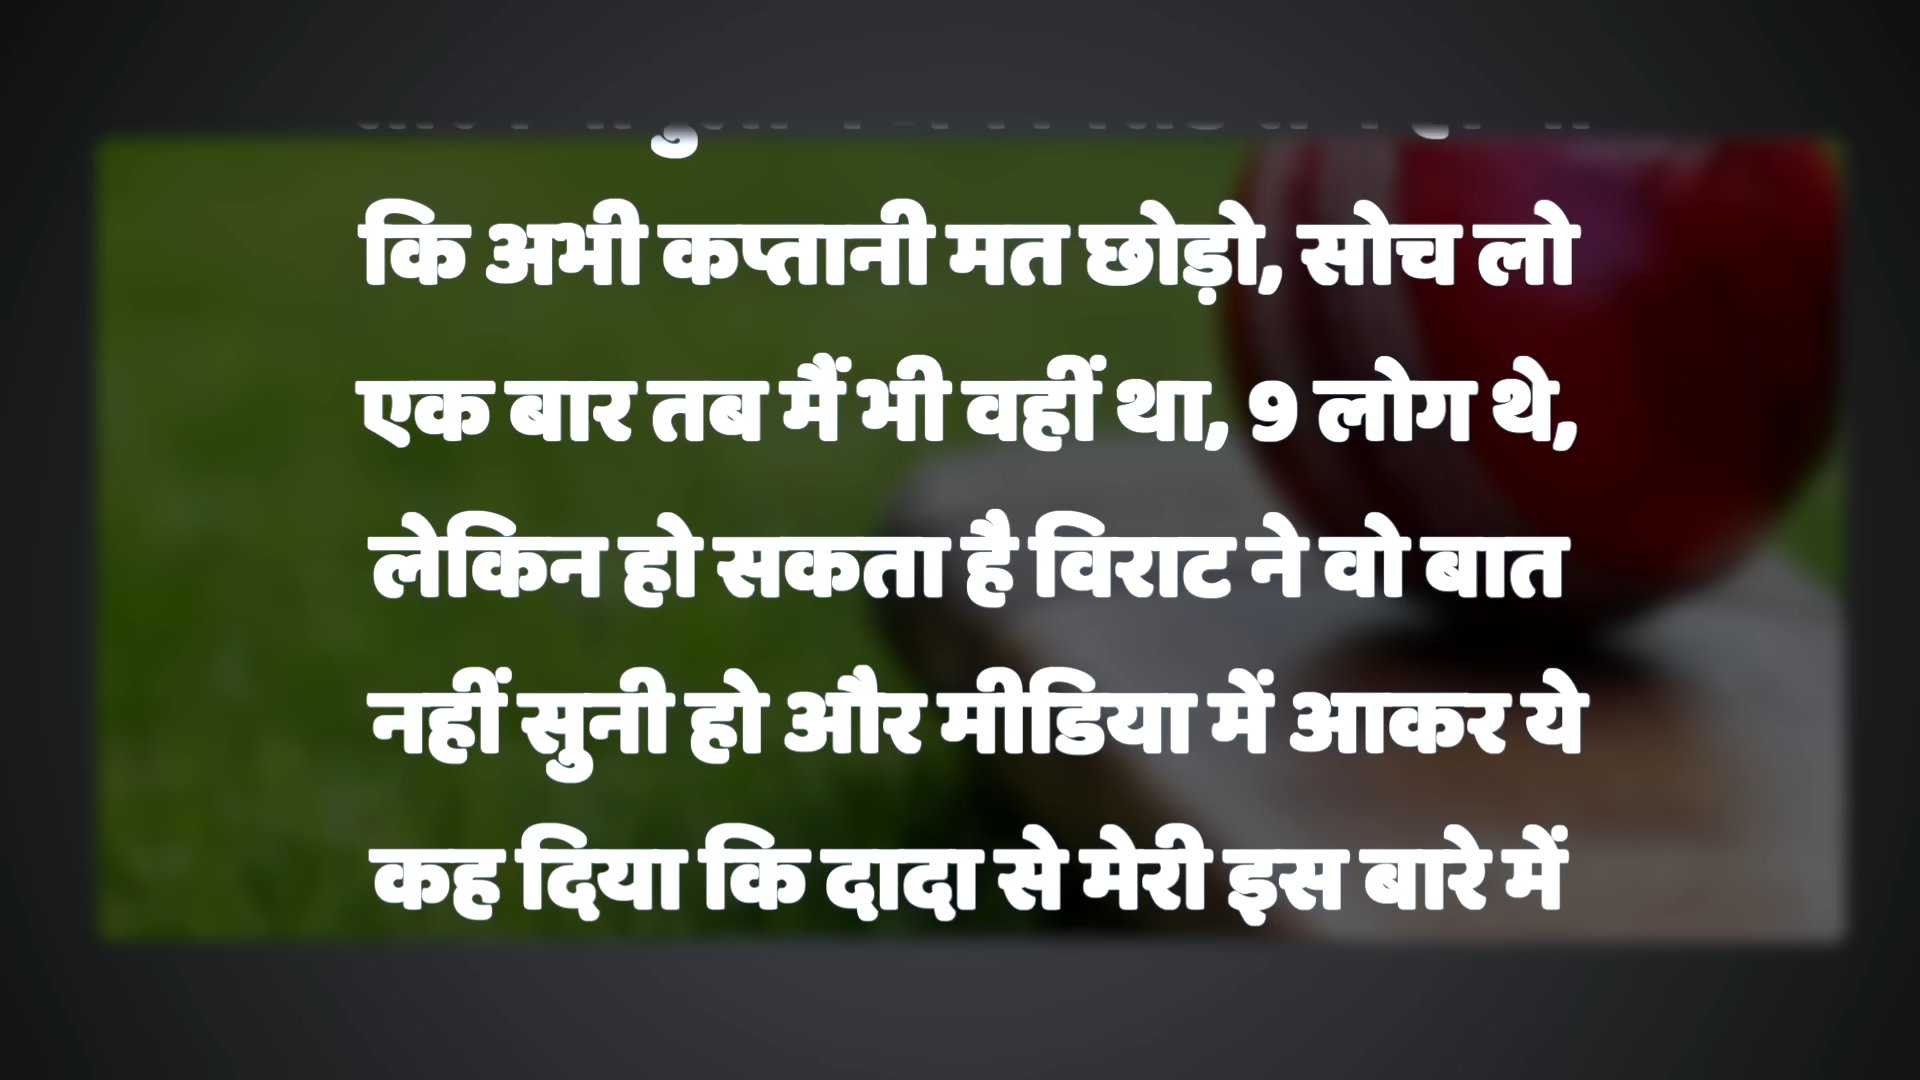 कि अभी कप्तानी मत छोड़ो, सोच लो
एक बार तब मैं भी वहीं था, 9 लोग थे,
लेकिन हो सकता है विराट ने वो बात
नहीं सुनी हो और मीडिया में आकर ये
कह दिया कि दादा से मेरी इस बारे में